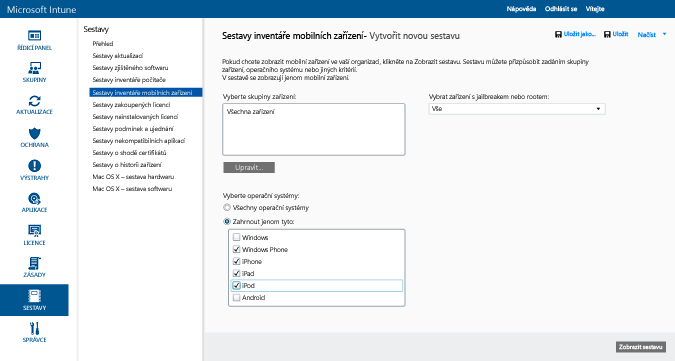 Microsoft Intune
Nápověda Odhlásit se Vítejte
ŘÍDICÍ PANEL
SKUPINY
AKTUALIZACE
OCHRANA
VÝSTRAHY
APLIKACE
LICENCE
ZÁSADY
SESTAVY
SPRÁVCE
Sestavy
Přehled
Sestavy aktualizací
Sestavy zjištěného softwaru
Sestavy inventáře počítače
Sestavy inventáře mobilních zařízení
Sestavy zakoupených licencí
Sestavy nainstalovaných licencí
Sestavy podmínek a ujednání
Sestavy nekompatibilních aplikací
Sestavy o shodě certifikátů
Sestavy o historii zařízení
Mac OS X – sestava hardwaru
Mac OS X – sestava softwaru
Sestavy inventáře mobilních zařízení- Vytvořit novou sestavu
Uložit jako... Uložit Načíst
Pokud chcete zobrazit mobilní zařízení ve vaší organizad, klikněte na Zobrazit sestavu. Sestavu můžete přizpůsobit zadáním skupiny
zařízení, operačního systému nebo jiných kritérií.
V sestavě se zobrazují jenom mobilní zařízení.
Vyberte skupiny zařízení:
Všechna zařízení
Upravit...
Vybrat zařízení s jailbreakem nebo rootem:
Vše
Vyberte operační systémy:
Všechny operační systémy
Zahrnout jenom tyto:
Windows
Windows Phone
iPhone
iPad
iPod
Android
Zobrazit sestavu